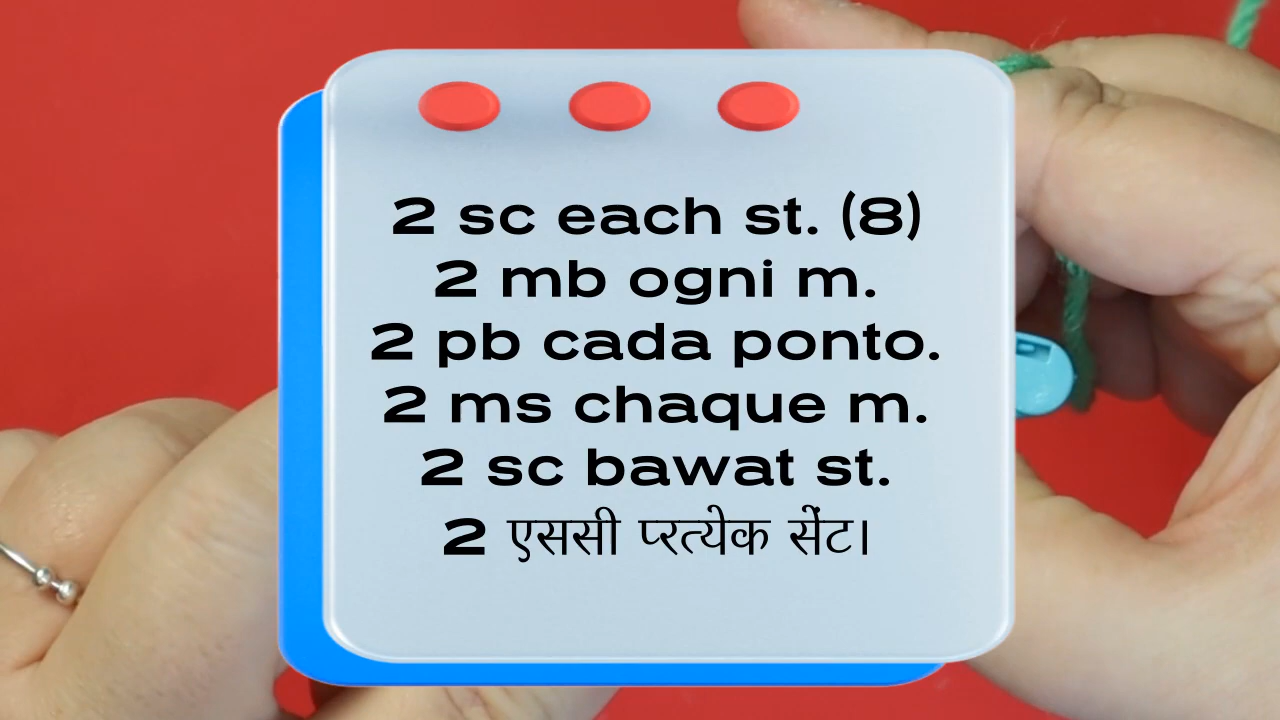 2 sc each st. (8)
2 mb ogni m.
2 pb cada ponto.
2 ms chaque m.
2 sc bawat st.
2 एससी प्रत्येक सेंट।